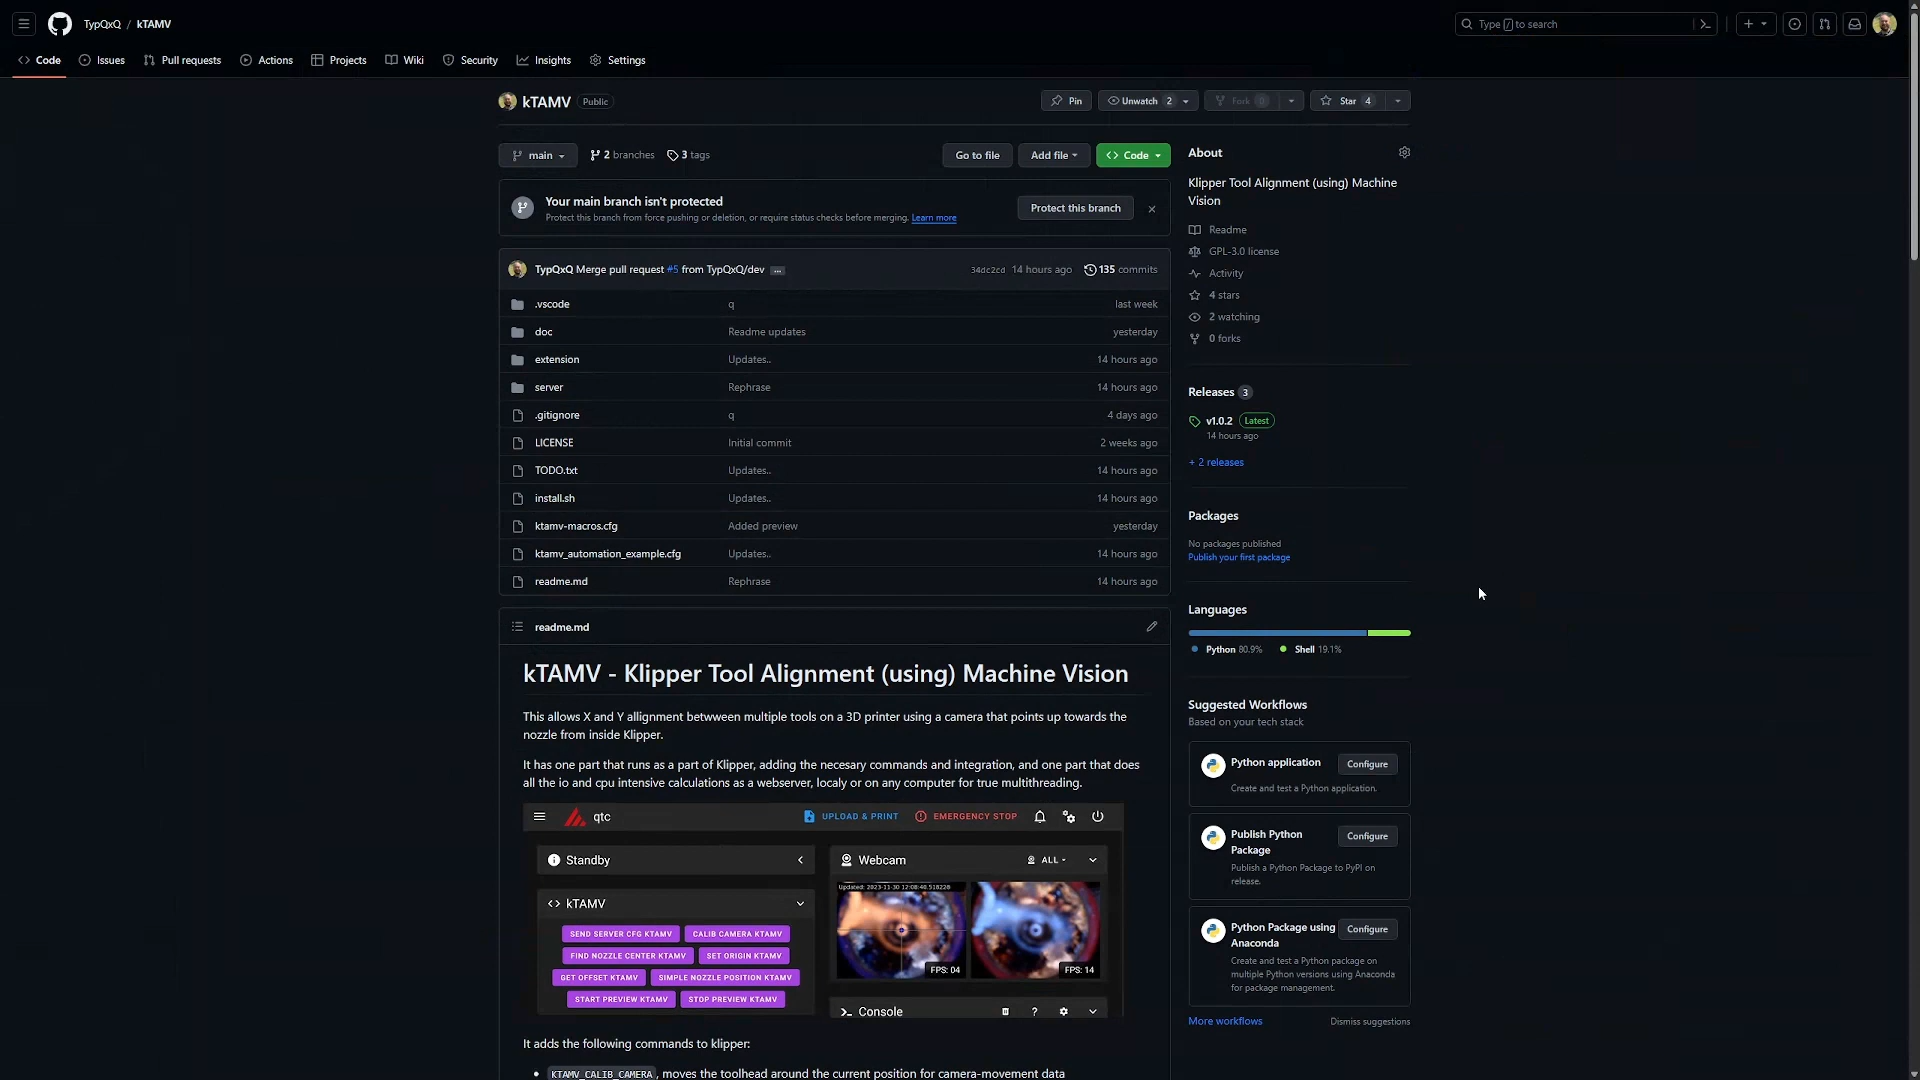 TypQxQ / kTAMV
Type / to search
Code Issues Pull requests Actions Projects Wiki Security Insights Settings
kTAMV Public
Pin Unwatch 2 Fork 0 Star 4
main 2 branches 3 tags
Go to file Add file Code
Your main branch isn't protected
Protect this branch from force pushing or deletion, or require status checks before merging. Learn more
Protect this branch
TypQxQ Merge pull request #5 from TypQxQ/dev ... 34dc2cd 14 hours ago 135 commits
.vscode q last week
doc Readme updates yesterday
extension Updates.. 14 hours ago
server Rephrase 14 hours ago
.gitignore q 4 days ago
LICENSE Initial commit 2 weeks ago
TODO.txt Updates.. 14 hours ago
install.sh Updates.. 14 hours ago
ktamv-macros.cfg Added preview yesterday
ktamv_automation_example.cfg Updates.. 14 hours ago
readme.md Rephrase 14 hours ago
readme.md
kTAMV - Klipper Tool Alignment (using) Machine Vision
This allows X and Y allignment betwween multiple tools on a 3D printer using a camera that points up towards the
nozzle from inside Klipper.
It has one part that runs as a part of Klipper, adding the necesary commands and integration, and one part that does
all the io and cpu intensive calculations as a webserver, localy or on any computer for true multithreading.
qtc UPLOAD & PRINT EMERGENCY STOP
Standby
kTAMV
SEND SERVER CFG KTAMV CALIB CAMERA KTAMV
FIND NOZZLE CENTER KTAMV SET ORIGIN KTAMV
GET OFFSET KTAMV SIMPLE NOZZLE POSITION KTAMV
START PREVIEW KTAMV STOP PREVIEW KTAMV
Webcam ALL
Updated: 2023-11-30 12:08:40.518228
FPS: 04 FPS: 14
Console
It adds the following commands to klipper:
• KTAMV_CALIB_CAMERA , moves the toolhead around the current position for camera-movement data
About
Klipper Tool Alignment (using) Machine
Vision
Readme
GPL-3.0 license
Activity
4 stars
2 watching
0 forks
Releases 3
v1.0.2 Latest
14 hours ago
+ 2 releases
Packages
No packages published
Publish your first package
Languages
Python 80.9% Shell 19.1%
Suggested Workflows
Based on your tech stack
Python application Configure
Create and test a Python application.
Publish Python
Package
Configure
Publish a Python Package to PyPI on
release.
Python Package using
Anaconda
Configure
Create and test a Python package on
multiple Python versions using Anaconda
for package management.
More workflows Dismiss suggestions